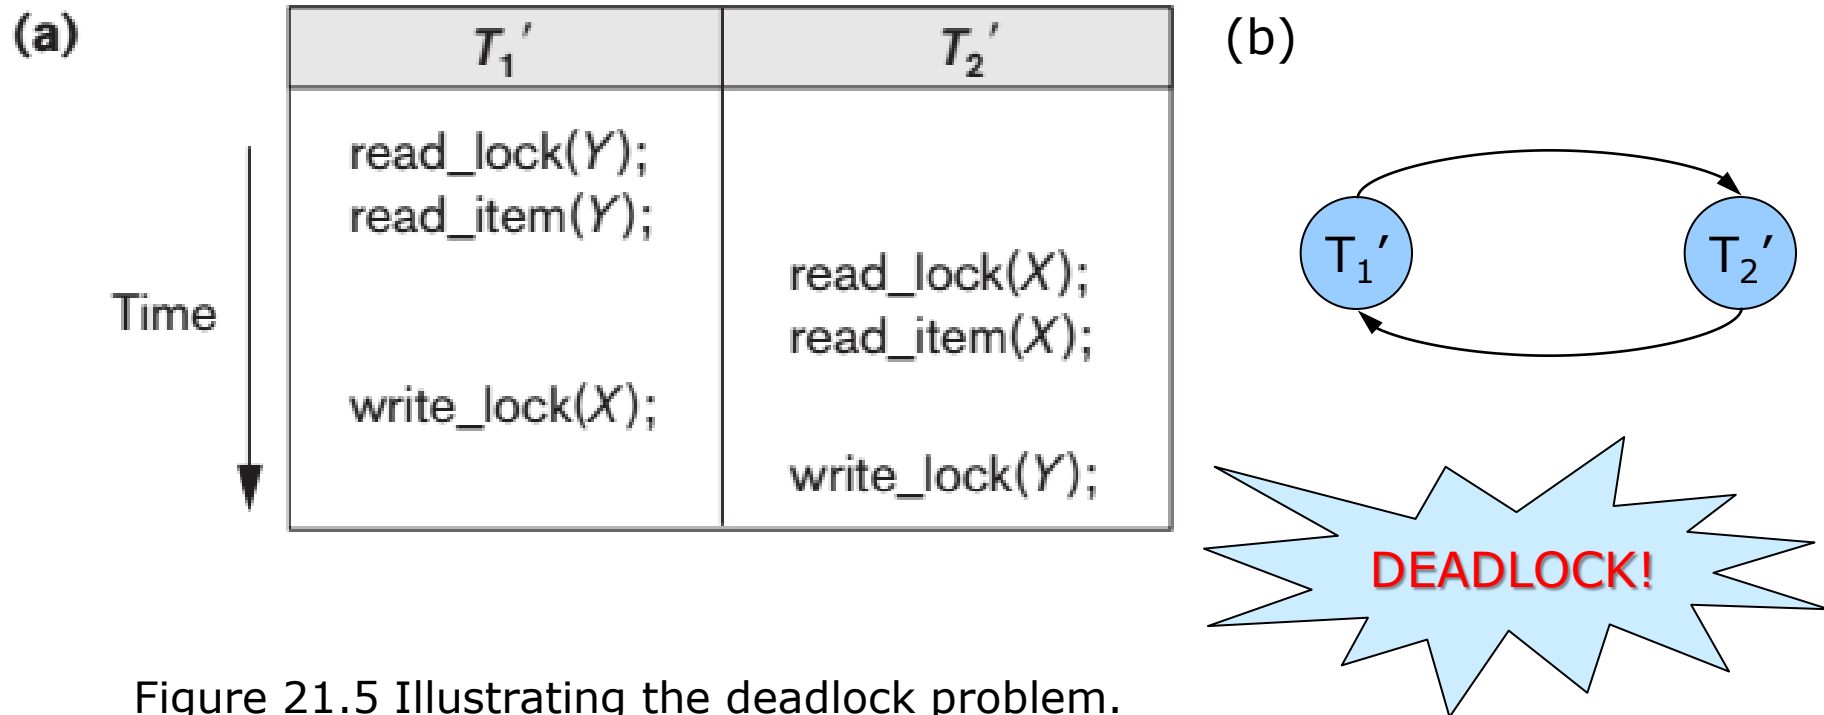 (a)
T₁′ T₂′
read_lock(Y);
read_item(Y);
read_lock(X);
Time
read_item(X);
write_lock(X);
write_lock(Y);
(b)
T₁′ T₂′
DEADLOCK!
Figure 21.5 Illustrating the deadlock problem.